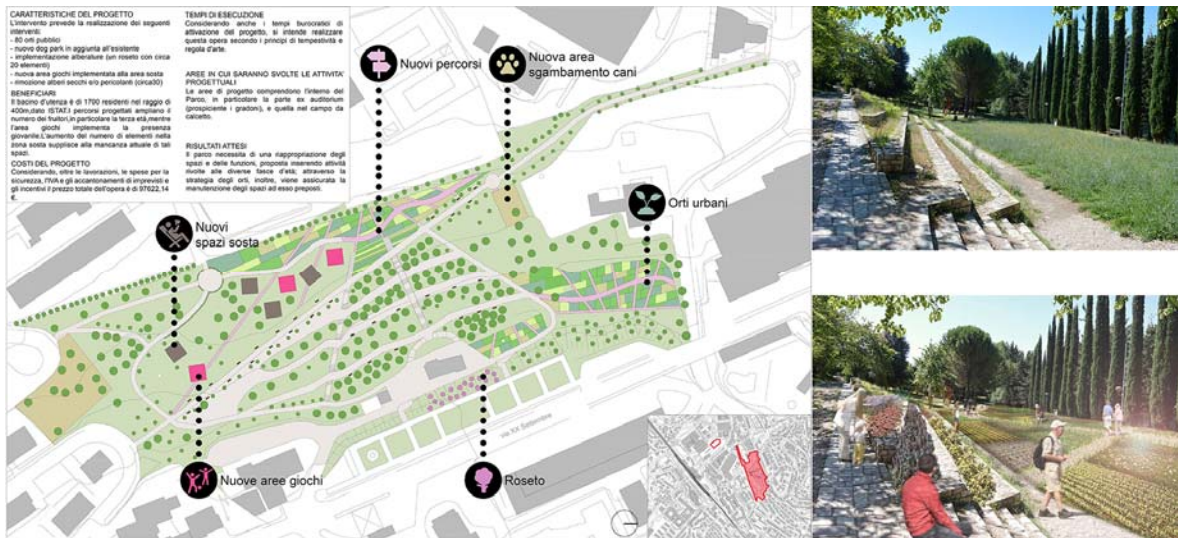 CARATTERISTICHE DEL PROGETTO
L'intervento prevede la realizzazione dei seguenti
interventi:
- 80 orti pubblici
- nuovo dog park in aggiunta all'esistente
- implementazione alberature (un roseto con circa
20 elementi)
- nuova area giochi implementata alla area sosta
- rimozione alberi secchi e/o pericolanti (circa30)
BENEFICIARI
Il bacino d'utenza è di 1700 residenti nel raggio di
400m,dato ISTAT.I percorsi progettati ampliano il
numero dei fruitori,in particolare la terza età,mentre
l'area giochi implementa la presenza
giovanile.L'aumento del numero di elementi nella
zona sosta supplisce alla mancanza attuale di tali
spazi.
COSTI DEL PROGETTO
Considerando, oltre le lavorazioni, le spese per la
sicurezza, l'IVA e gli accantonamenti di imprevisti e
gli incentivi il prezzo totale dell'opera è di 97622,14
€.
TEMPI DI ESECUZIONE
Considerando anche i tempi burocratici di
attivazione del progetto, si intende realizzare
questa opera secondo i principi di tempestività e
regola d'arte.
AREE IN CUI SARANNO SVOLTE LE ATTIVITA'
PROGETTUALI
Le aree di progetto comprendono l'interno del
Parco, in particolare la parte ex auditorium
(prospiciente i gradoni), e quella nel campo da
calcetto.
RISULTATI ATTESI
Il parco necessita di una riappropriazione degli
spazi e delle funzioni, proposta inserendo attività
rivolte alle diverse fasce d'età; attraverso la
strategia degli orti, inoltre, viene assicurata la
manutenzione degli spazi ad esso preposti.
Nuovi percorsi
Nuova area
sgambamento cani
Nuovi
spazi sosta
Orti urbani
via XX Settembre
Nuove aree giochi
Roseto